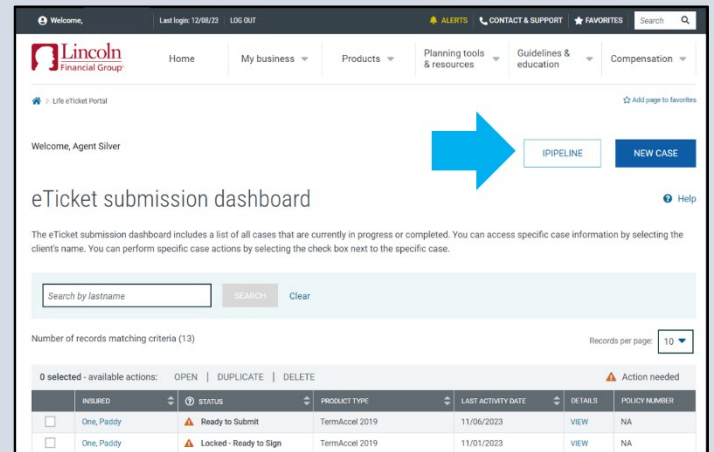 Welcome, Last login: 12/08/23 LOG OUT ALERTS CONTACT & SUPPORT FAVORITES Search
Lincoln
Financial Group®
Home My business Products Planning tools & resources Guidelines & education Compensation
> Life eTicket Portal Add page to favorites
Welcome, Agent Silver
IPIPELINE NEW CASE
eTicket submission dashboard
Help
The eTicket submission dashboard includes a list of all cases that are currently in progress or completed. You can access specific case information by selecting the
client's name. You can perform specific case actions by selecting the check box next to the specific case.
Search by lastname SEARCH Clear
Number of records matching criteria (13) Records per page: 10
0 selected - available actions: OPEN | DUPLICATE | DELETE Action needed
INSURED STATUS PRODUCT TYPE LAST ACTIVITY DATE DETAILS POLICY NUMBER
One, Paddy Ready to Submit TermAccel 2019 11/06/2023 VIEW NA
One, Paddy Locked - Ready to Sign TermAccel 2019 11/01/2023 VIEW NA